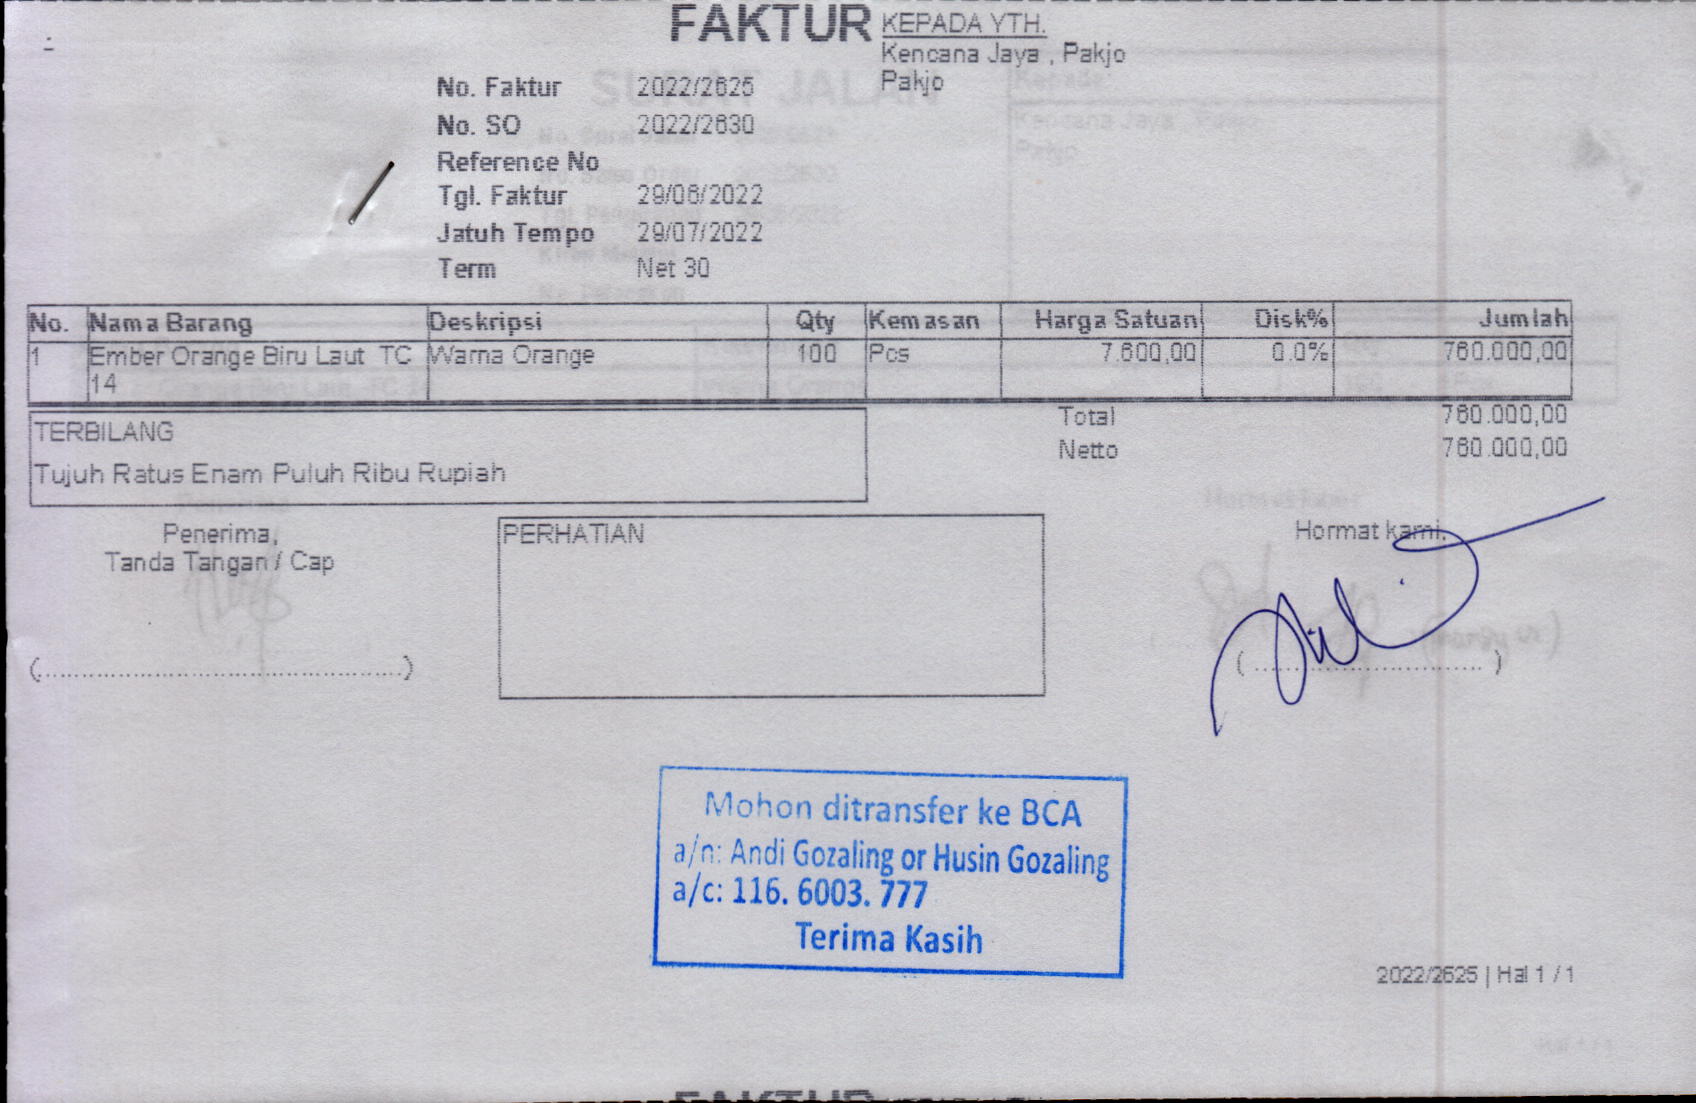 FAKTUR
KEPADA YTH.
Kencana Jaya , Pakjo
Pakjo
No. Faktur 2022/2625
No. SO 2022/2630
Reference No
Tgl. Faktur 29/06/2022
Jatuh Tempo 29/07/2022
Term Net 30
No. Nama Barang Deskripsi Qty Kemasan Harga Satuan Disk% Jumlah
1 Ember Orange Biru Laut TC Warna Orange 100 Pcs 7.600,00 0.0% 760.000,00
14
Total 760.000,00
Netto 760.000,00
TERBILANG
Tujuh Ratus Enam Puluh Ribu Rupiah
Penerima,
Tanda Tangan / Cap
PERHATIAN
Hormat kami,
Mohon ditransfer ke BCA
a/n: Andi Gozaling or Husin Gozaling
a/c: 116. 6003. 777
Terima Kasih
2022/2625 | Hal 1 / 1
FAKTUR